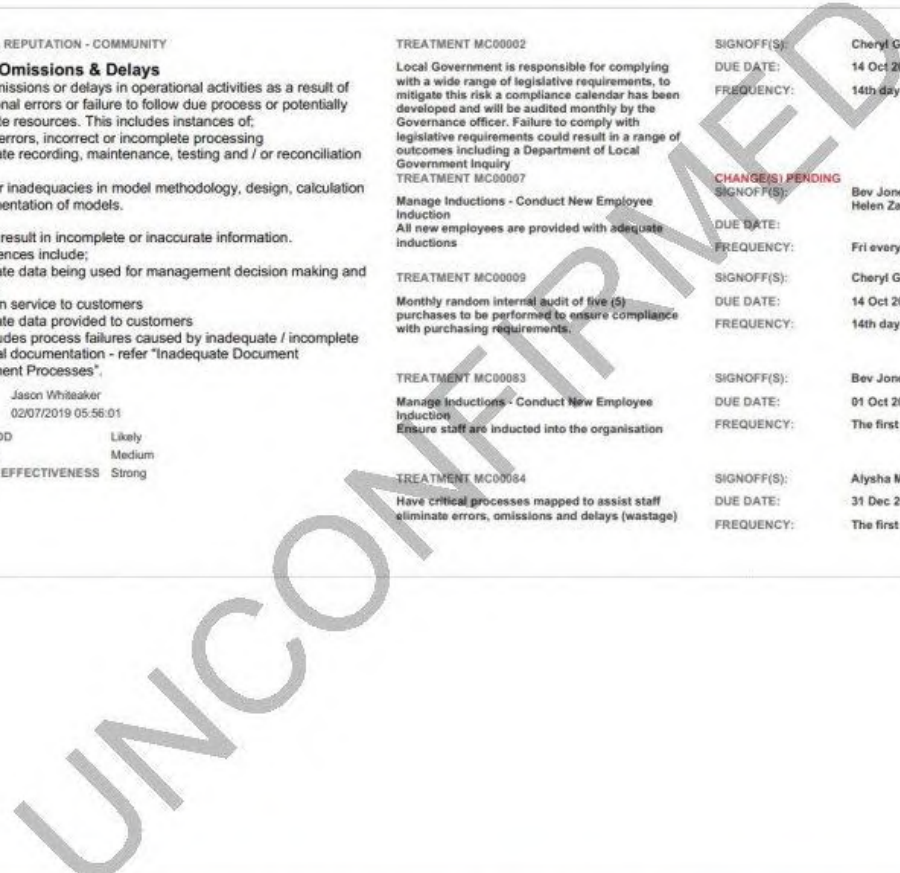 REPUTATION - COMMUNITY
Omissions & Delays
missions or delays in operational activities as a result of
nal errors or failure to follow due process or potentially
te resources. This includes instances of;
errors, incorrect or incomplete processing
ate recording, maintenance, testing and / or reconciliation
r inadequacies in model methodology, design, calculation
mentation of models.
result in incomplete or inaccurate information.
ences include;
ate data being used for management decision making and
n service to customers
ate data provided to customers
udes process failures caused by inadequate / incomplete
al documentation - refer "Inadequate Document
ment Processes".
Jason Whiteaker
02/07/2019 05:56:01
OD Likely
Medium
EFFECTIVENESS Strong
TREATMENT MC00002
Local Government is responsible for complying
with a wide range of legislative requirements, to
mitigate this risk a compliance calendar has been
developed and will be audited monthly by the
Governance officer. Failure to comply with
legislative requirements could result in a range of
outcomes including a Department of Local
Government Inquiry
SIGNOFF(S): Cheryl G
DUE DATE: 14 Oct 20
FREQUENCY: 14th day
TREATMENT MC00007
Manage Inductions - Conduct New Employee
Induction
All new employees are provided with adequate
inductions
CHANGE(S) PENDING
SIGNOFF(S): Bev Jone
Helen Za
DUE DATE:
FREQUENCY: Fri every
TREATMENT MC00009
Monthly random internal audit of five (5)
purchases to be performed to ensure compliance
with purchasing requirements.
SIGNOFF(S): Cheryl G
DUE DATE: 14 Oct 20
FREQUENCY: 14th day
TREATMENT MC00083
Manage Inductions - Conduct New Employee
Induction
Ensure staff are inducted into the organisation
SIGNOFF(S): Bev Jone
DUE DATE: 01 Oct 20
FREQUENCY: The first
TREATMENT MC00084
Have critical processes mapped to assist staff
eliminate errors, omissions and delays (wastage)
SIGNOFF(S): Alysha M
DUE DATE: 31 Dec 2
FREQUENCY: The first
UNCONFIRMED